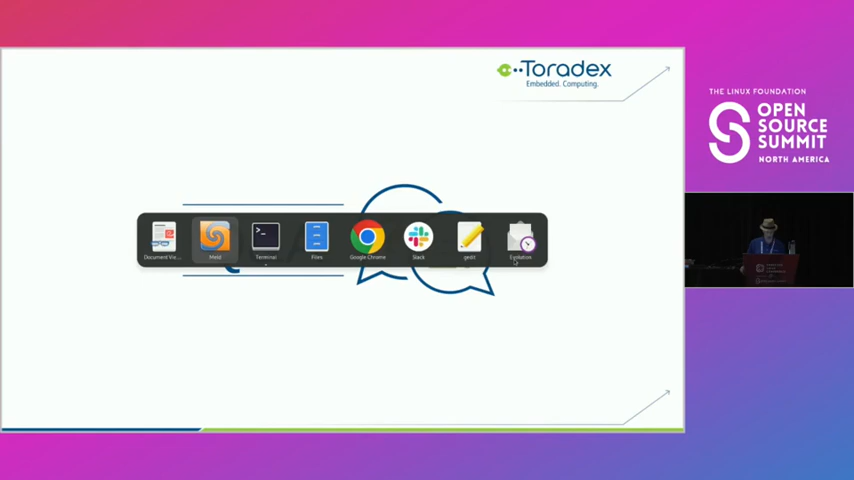 Toradex
Embedded. Computing.
THE LINUX FOUNDATION
OPEN
SOURCE
SUMMIT
NORTH AMERICA
Document Vie...
Meld
Terminal
Files
Google Chrome
Slack
gedit
Evolution